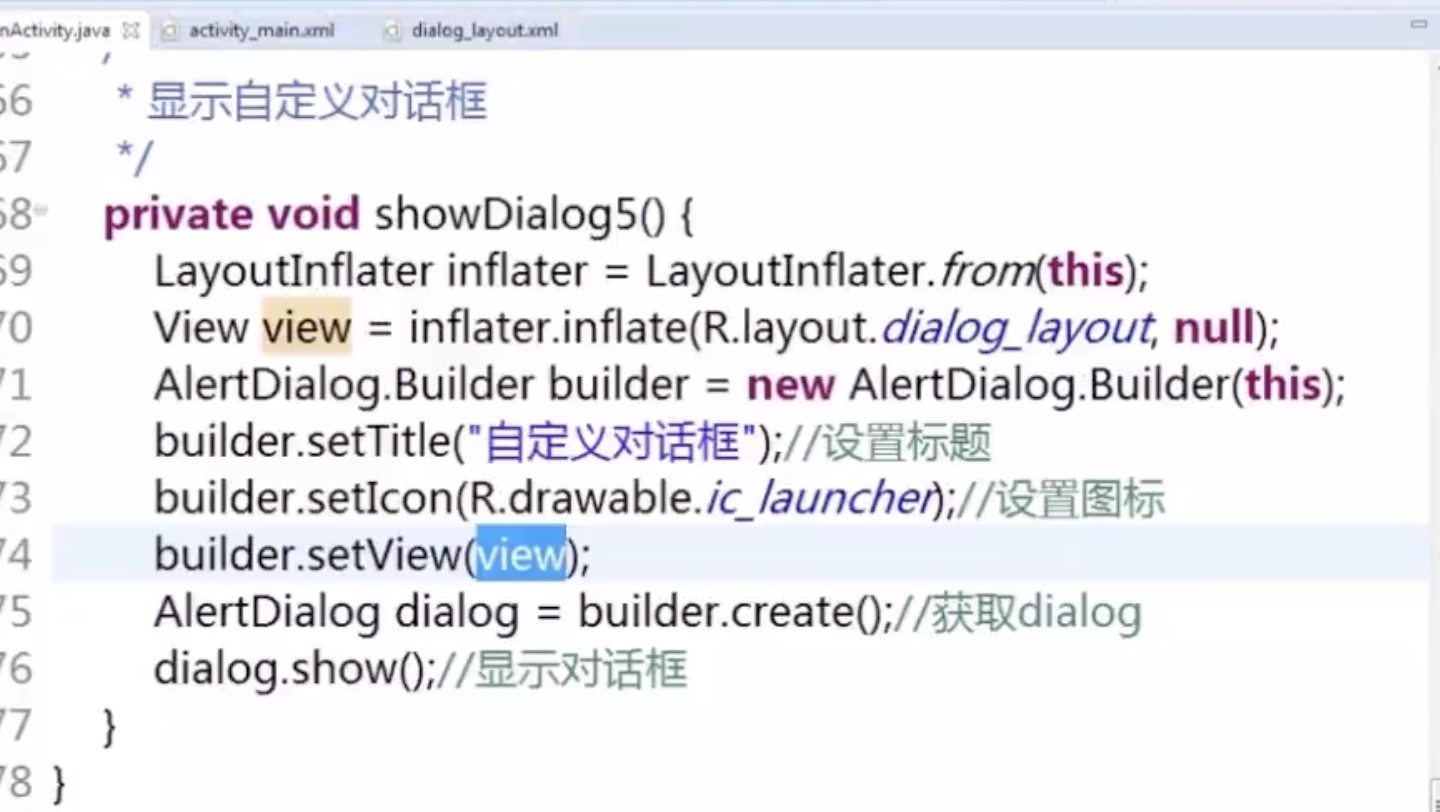 nActivity.java activity_main.xml dialog_layout.xml
66 * 显示自定义对话框
67 */
68 private void showDialog5() {
69 LayoutInflater inflater = LayoutInflater.from(this);
70 View view = inflater.inflate(R.layout.dialog_layout, null);
71 AlertDialog.Builder builder = new AlertDialog.Builder(this);
72 builder.setTitle("自定义对话框");//设置标题
73 builder.setIcon(R.drawable.ic_launcher);//设置图标
74 builder.setView(view);
75 AlertDialog dialog = builder.create();//获取dialog
76 dialog.show();//显示对话框
77 }
78 }